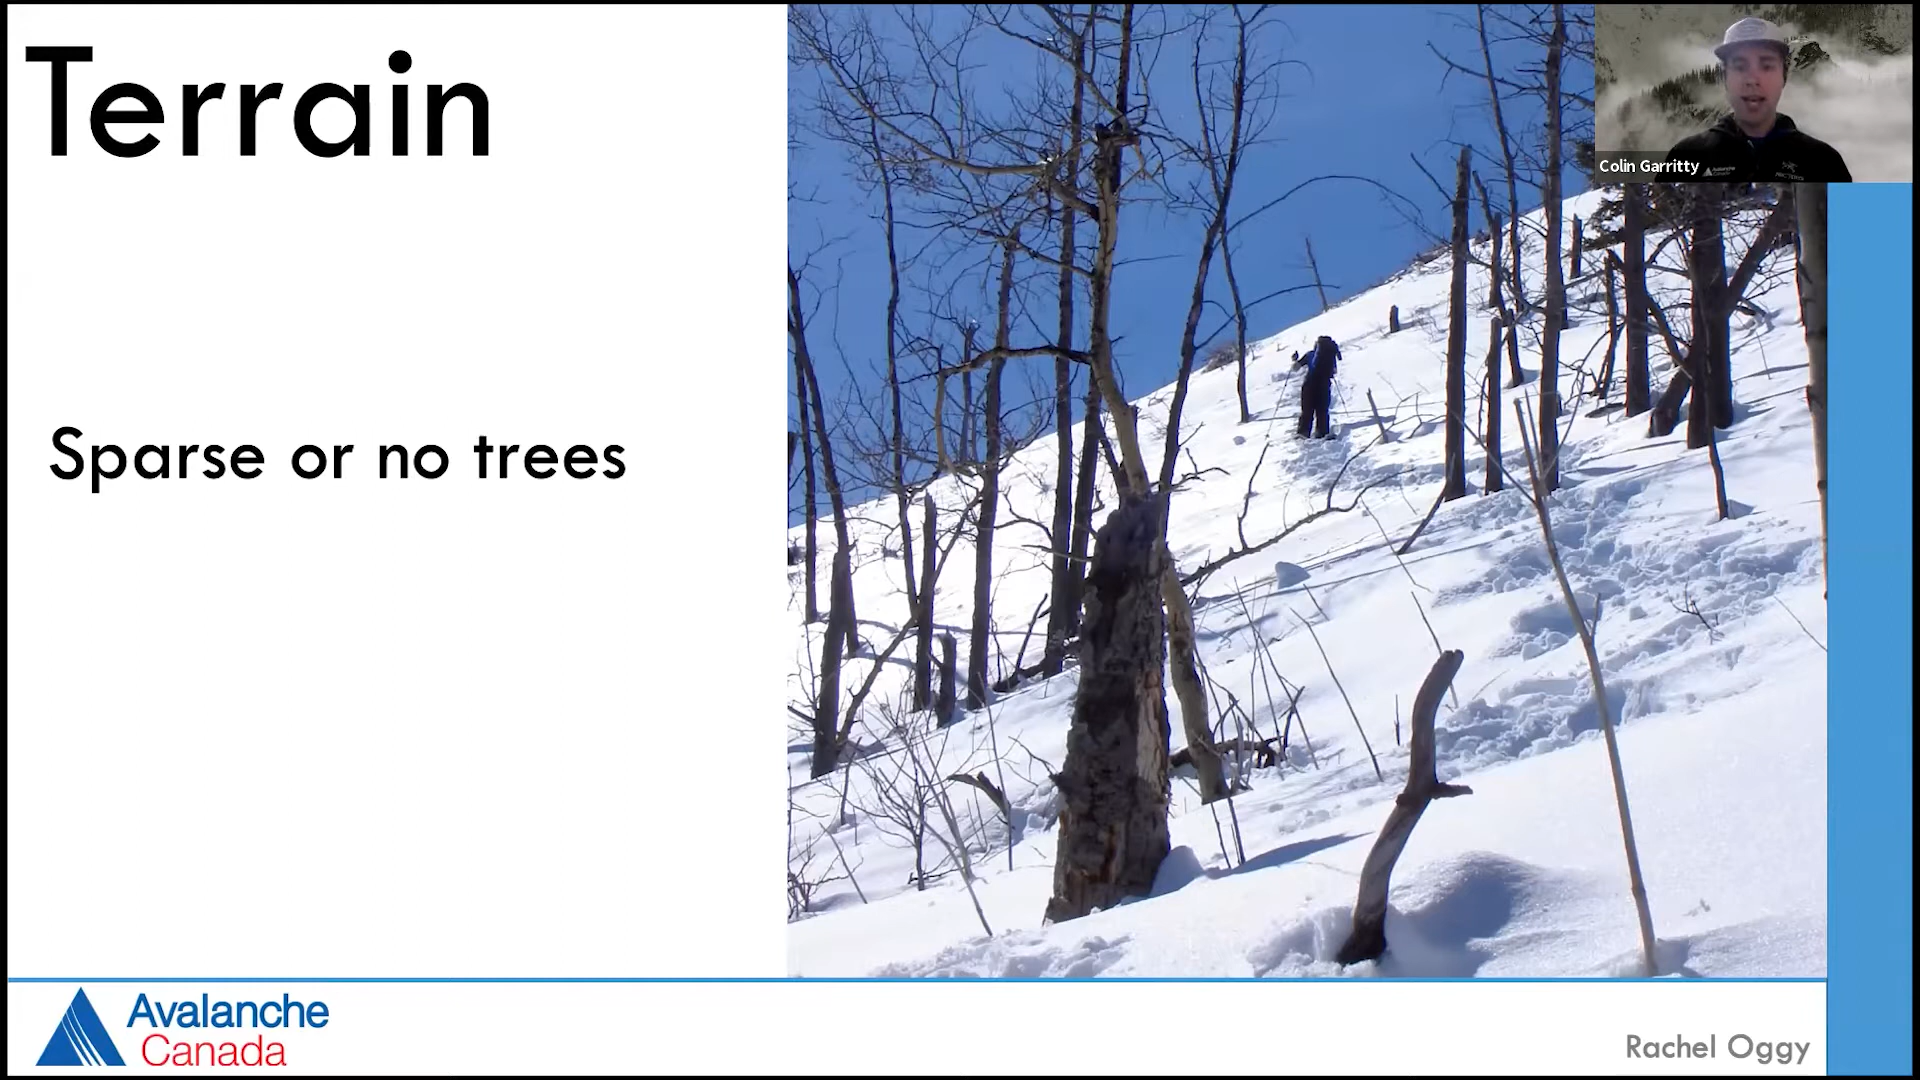 Terrain
Colin Garritty
Sparse or no trees
Avalanche
Canada
Rachel Oggy